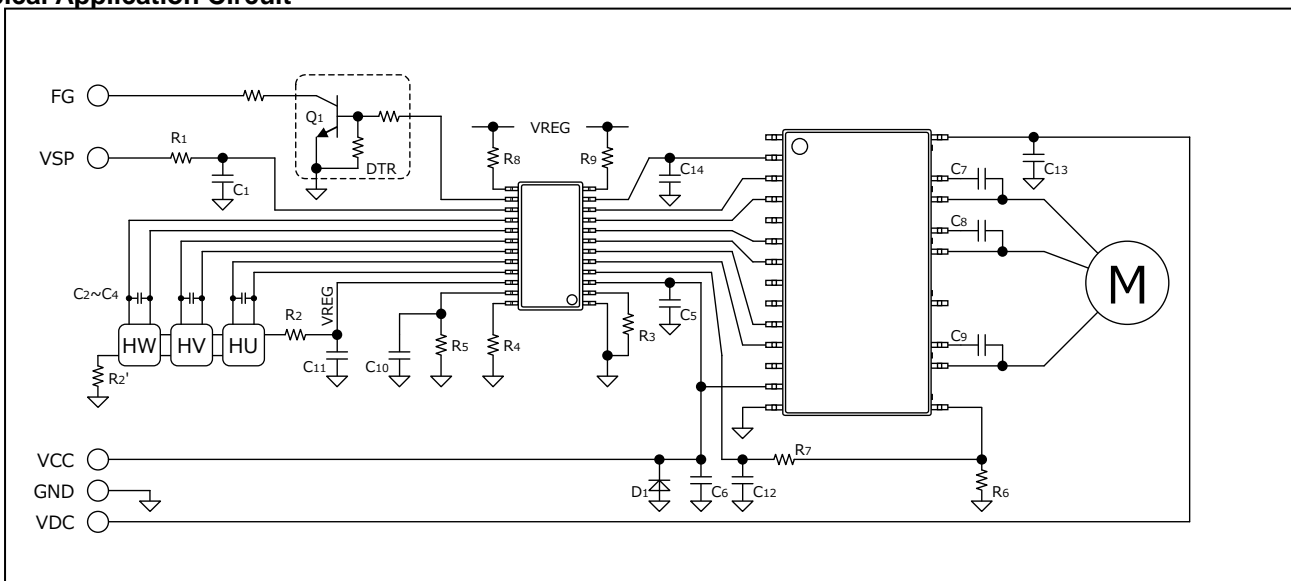 ical Application Circuit
FG
Q1
DTR
VREG
R1
R8
R9
VSP
C1
C14
C7
C13
C8
M
C2~C4
VREG
R2
C5
R3
HW
HV
HU
C11
C10
R5
R4
C9
R2'
VCC
R7
D1
C6
C12
R6
GND
VDC